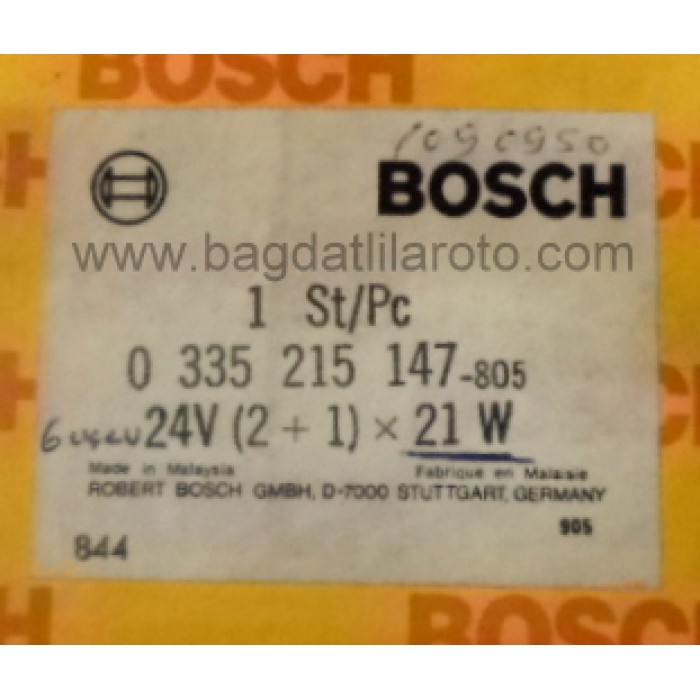 BOSCH
1090950
BOSCH
www.bagdatlilaroto.com
1 St/Pc
0 335 215 147-805
24V (2 + 1) × 21 W
Made in Malaysia Fabriqué en Malaisie
ROBERT BOSCH GMBH, D-7000 STUTTGART, GERMANY
905
844
BOSCH